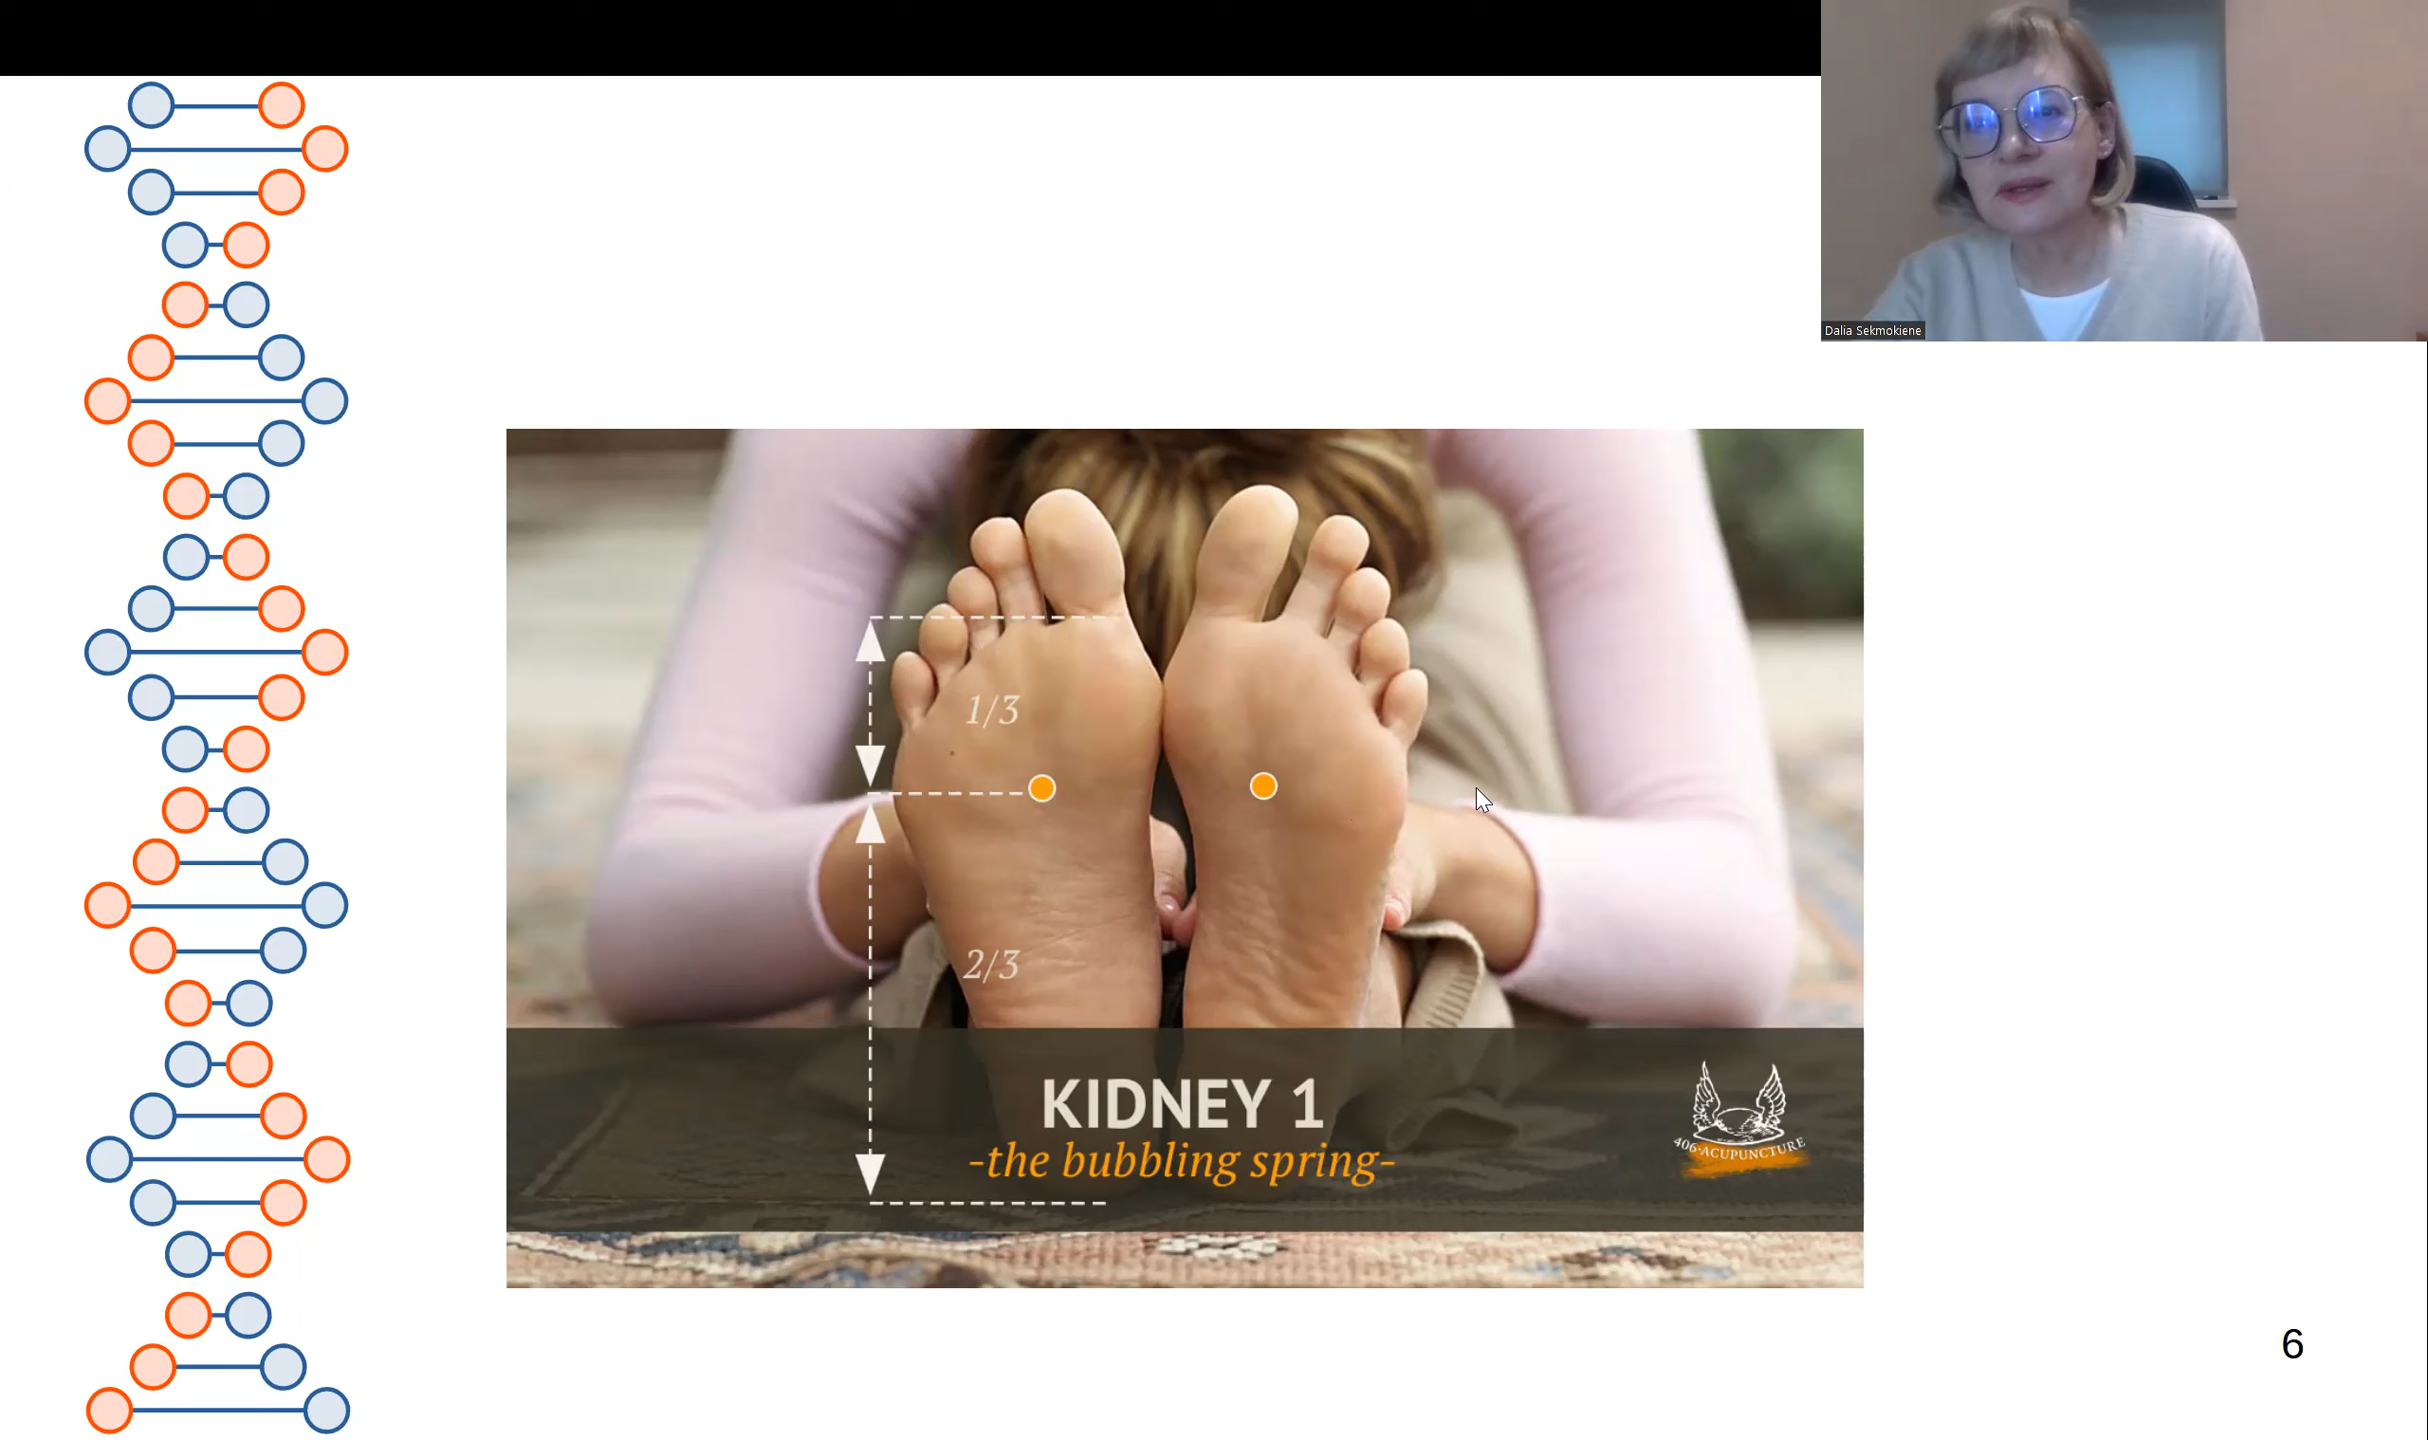 Dalia Sekmokiene
1/3
2/3
KIDNEY 1
-the bubbling spring-
406·ACUPUNCTURE
6